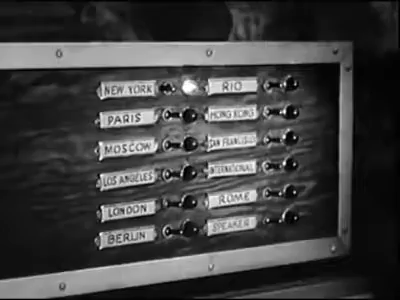 NEW YORK
PARIS
MOSCOW
LOS ANGELES
LONDON
BERLIN
RIO
HONG KONG
SAN FRANCISCO
INTERNATIONAL
ROME
SPEAKER